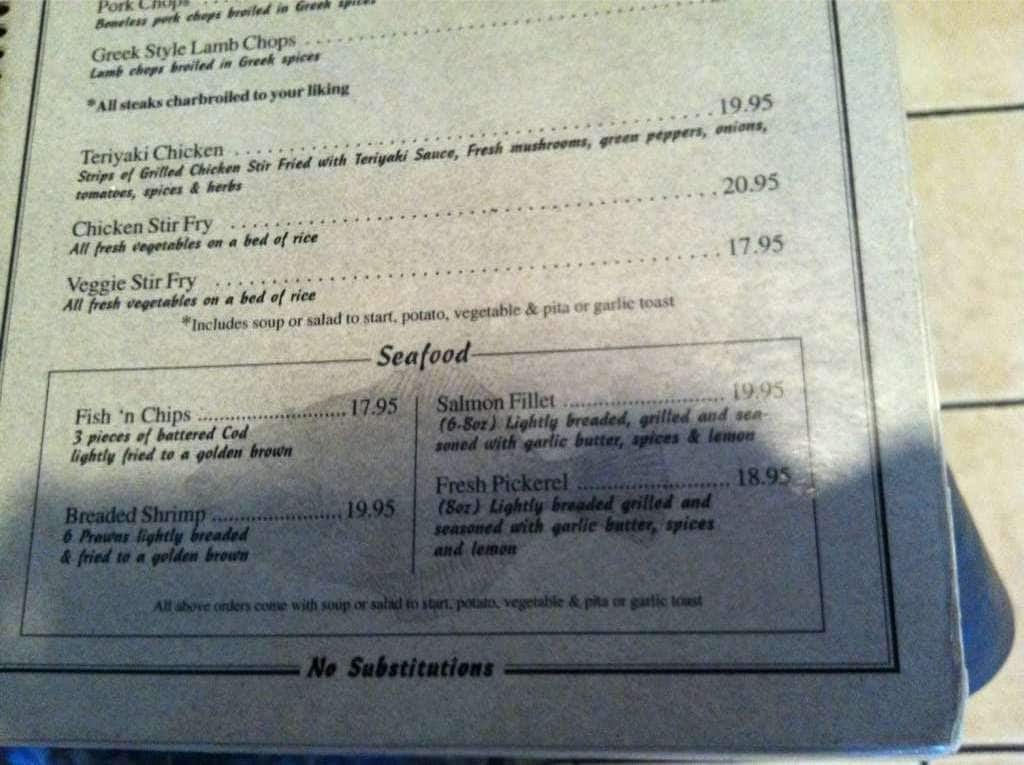 Pork Chops
Boneless pork chops broiled in Greek spices
Greek Style Lamb Chops ..........
Lamb chops broiled in Greek spices
*All steaks charbroiled to your liking
Teriyaki Chicken .......... 19.95
Strips of Grilled Chicken Stir Fried with Teriyaki Sauce, Fresh mushrooms, green peppers, onions,
tomatoes, spices & herbs
Chicken Stir Fry .......... 20.95
All fresh vegetables on a bed of rice
Veggie Stir Fry .......... 17.95
All fresh vegetables on a bed of rice
*Includes soup or salad to start, potato, vegetable & pita or garlic toast
Seafood
Fish 'n Chips .......... 17.95
3 pieces of battered Cod
lightly fried to a golden brown
Breaded Shrimp .......... 19.95
6 Prawns lightly breaded
& fried to a golden brown
Salmon Fillet .......... 19.95
(6-8oz) Lightly breaded, grilled and sea-
soned with garlic butter, spices & lemon
Fresh Pickerel .......... 18.95
(8oz) Lightly breaded grilled and
seasoned with garlic butter, spices
and lemon
All above orders come with soup or salad to start, potato, vegetable & pita or garlic toast
No Substitutions